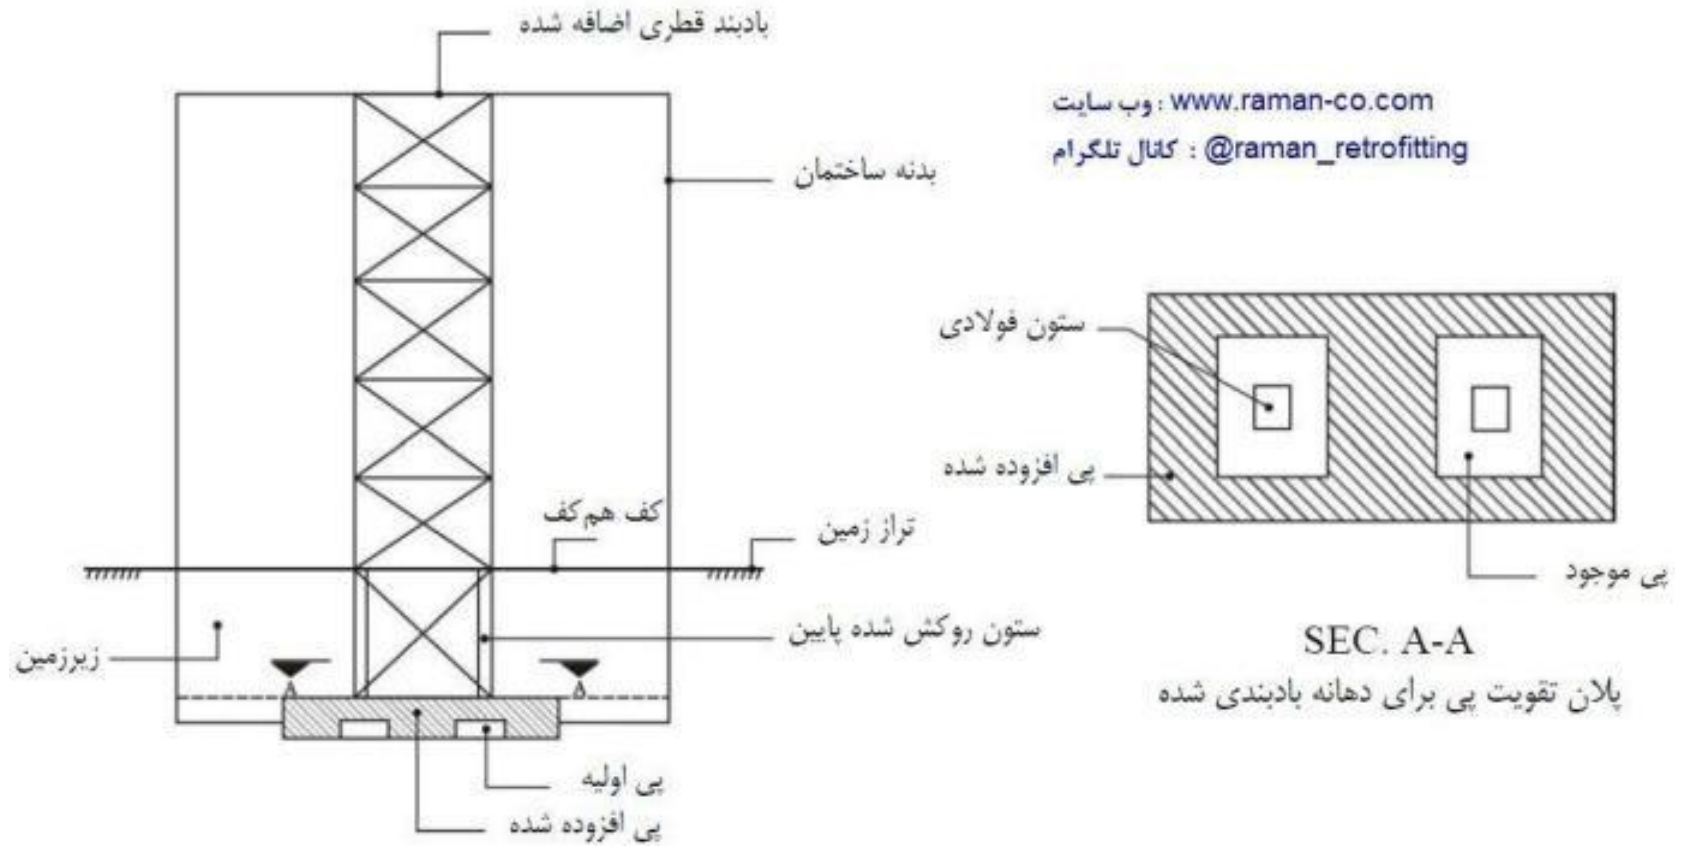 بادبند قطری اضافه شده
وب سایت : www.raman-co.com
کانال تلگرام : @raman_retrofitting
بدنه ساختمان
ستون فولادی
پی افزوده شده
کف هم کف
تراز زمین
پی موجود
ستون روکش شده پایین
زیرزمین
SEC. A-A
پلان تقویت پی برای دهانه بادبندی شده
پی اولیه
پی افزوده شده